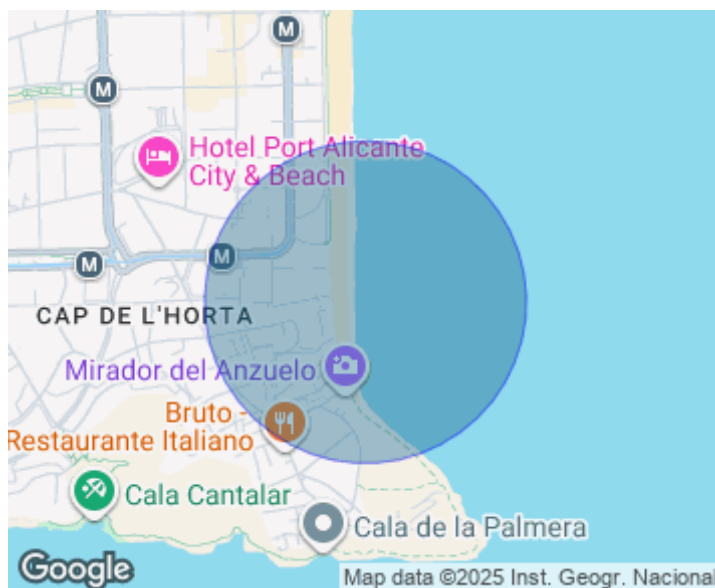 M
M
Hotel Port Alicante
City & Beach
M
M
CAP DE L'HORTA
Mirador del Anzuelo
Bruto -
Restaurante Italiano
Cala Cantalar
Cala de la Palmera
Google
Map data ©2025 Inst. Geogr. Nacional